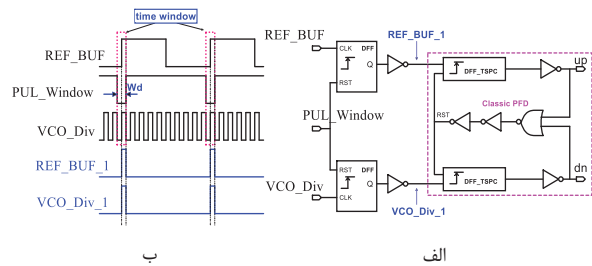 time window
REF_BUF
PUL_Window
Wd
VCO_Div
REF_BUF_1
VCO_Div_1
ب
REF_BUF
CLK
DFF
Q
RST
REF_BUF_1
PUL_Window
RST
DFF
Q
CLK
VCO_Div
VCO_Div_1
DFF_TSPC
up
Classic PFD
RST
DFF_TSPC
dn
الف